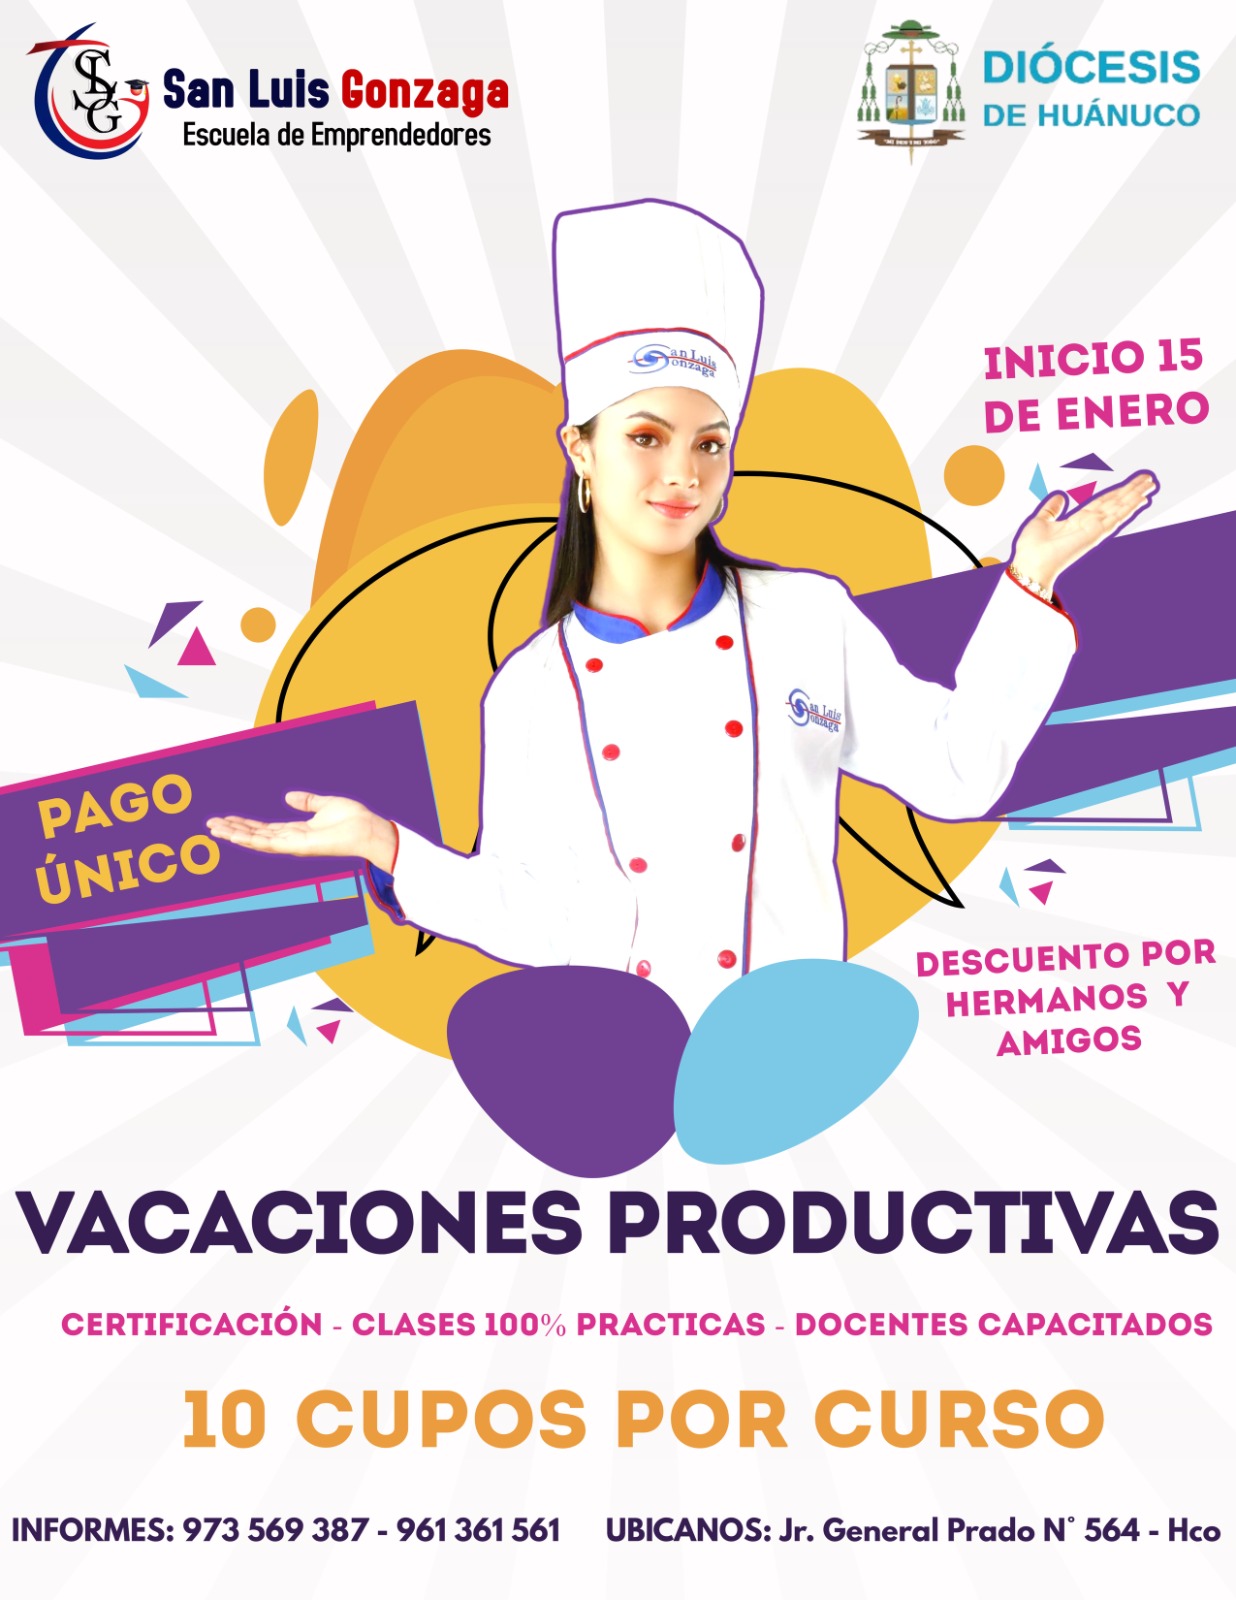 San Luis Gonzaga
Escuela de Emprendedores
DIÓCESIS
DE HUÁNUCO
SLG
San Luis
Gonzaga
INICIO 15
DE ENERO
San Luis
Gonzaga
PAGO
ÚNICO
DESCUENTO POR
HERMANOS Y
AMIGOS
VACACIONES PRODUCTIVAS
CERTIFICACIÓN - CLASES 100% PRACTICAS - DOCENTES CAPACITADOS
10 CUPOS POR CURSO
INFORMES: 973 569 387 - 961 361 561
UBICANOS: Jr. General Prado N° 564 - Hco